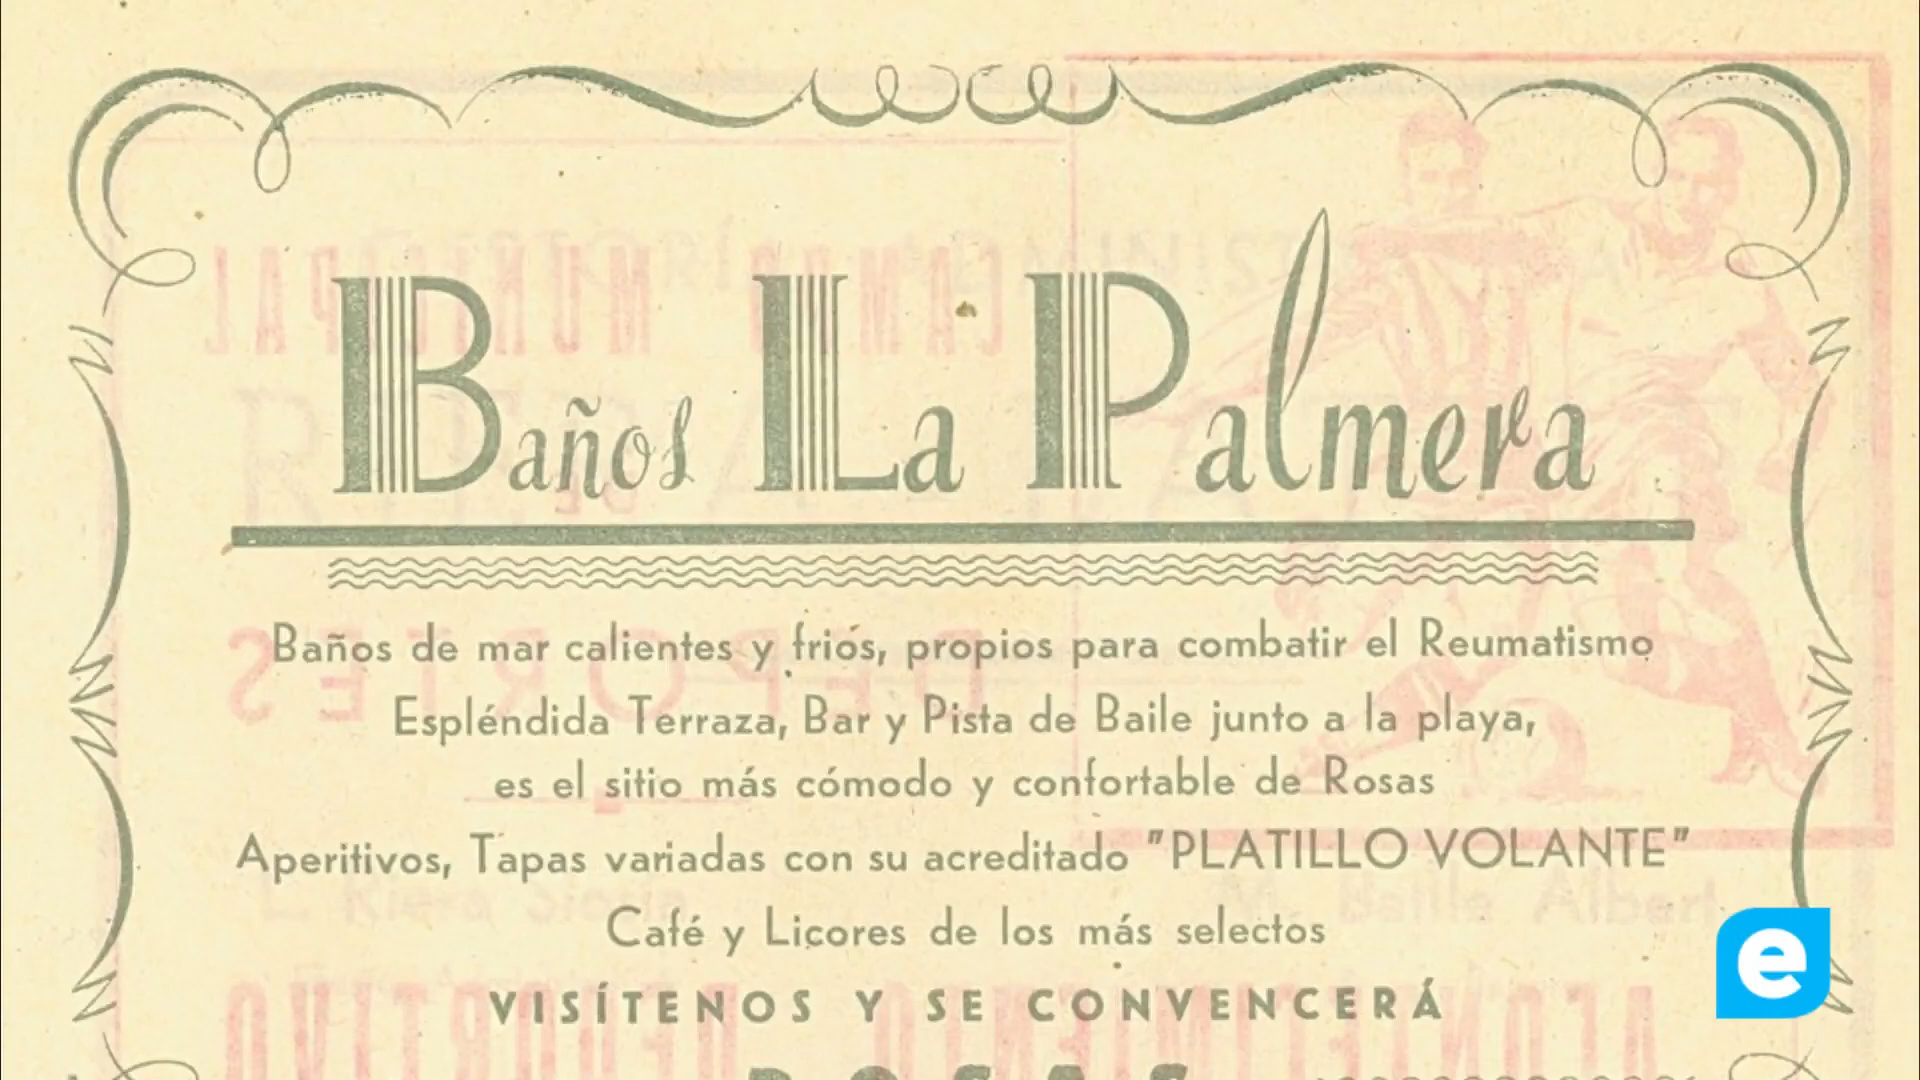 Baños La Palmera
Baños de mar calientes y frios, propios para combatir el Reumatismo
Espléndida Terraza, Bar y Pista de Baile junto a la playa,
es el sitio más cómodo y confortable de Rosas
Aperitivos, Tapas variadas con su acreditado "PLATILLO VOLANTE"
Café y Licores de los más selectos
VISÍTENOS Y SE CONVENCERÁ
ROSAS
e